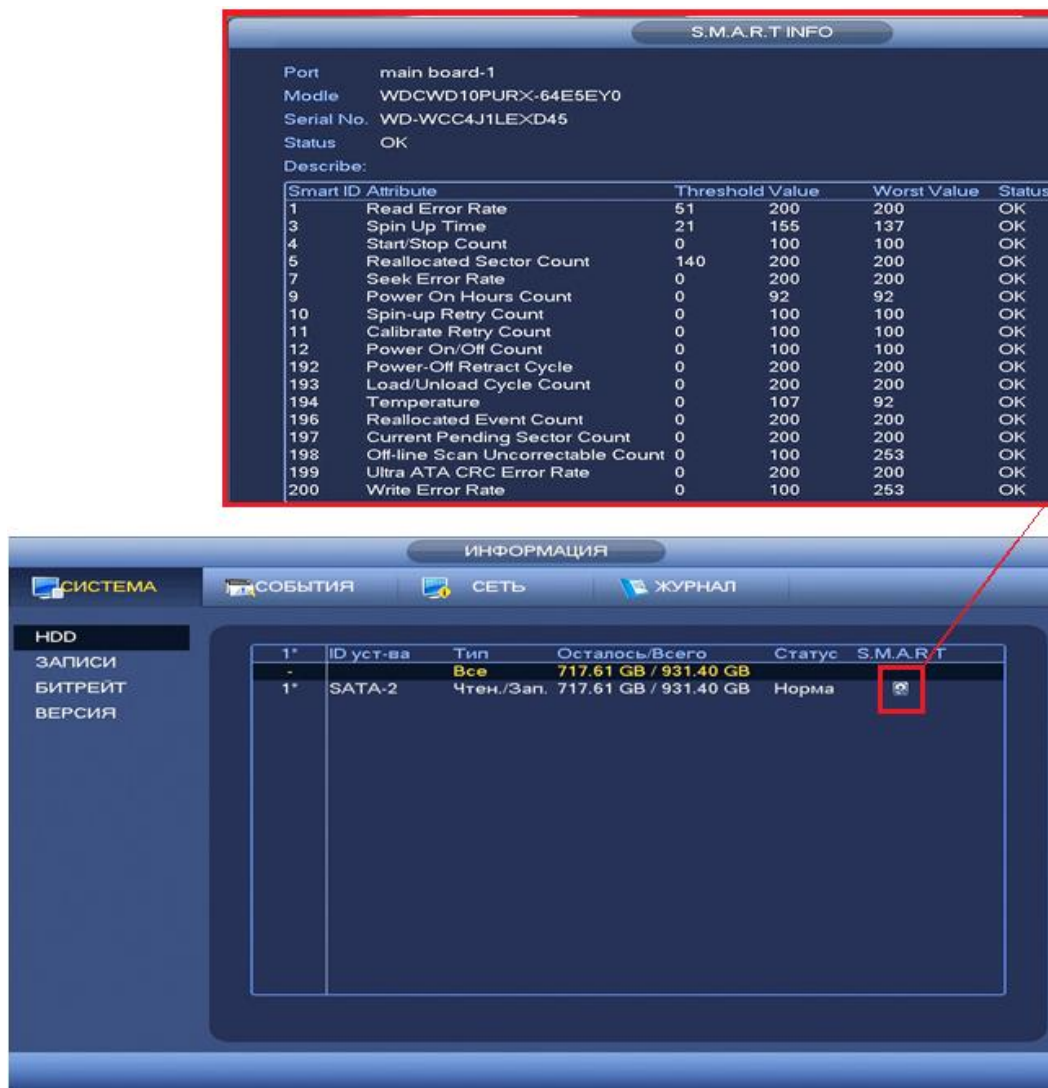 S.M.A.R.T INFO
Port main board-1
Modle WDCWD10PURX-64E5EY0
Serial No. WD-WCC4J1LEXD45
Status OK
Describe:
Smart ID Attribute Threshold Value Worst Value Status
1 Read Error Rate 51 200 200 OK
3 Spin Up Time 21 155 137 OK
4 Start/Stop Count 0 100 100 OK
5 Reallocated Sector Count 140 200 200 OK
7 Seek Error Rate 0 200 200 OK
9 Power On Hours Count 0 92 92 OK
10 Spin-up Retry Count 0 100 100 OK
11 Calibrate Retry Count 0 100 100 OK
12 Power On/Off Count 0 100 100 OK
192 Power-Off Retract Cycle 0 200 200 OK
193 Load/Unload Cycle Count 0 200 200 OK
194 Temperature 0 107 92 OK
196 Reallocated Event Count 0 200 200 OK
197 Current Pending Sector Count 0 200 200 OK
198 Off-line Scan Uncorrectable Count 0 100 253 OK
199 Ultra ATA CRC Error Rate 0 200 200 OK
200 Write Error Rate 0 100 253 OK
ИНФОРМАЦИЯ
СИСТЕМА СОБЫТИЯ СЕТЬ ЖУРНАЛ
HDD
ЗАПИСИ
БИТРЕЙТ
ВЕРСИЯ
1* ID уст-ва Тип Осталось/Всего Статус S.M.A.R.T
- Все 717.61 GB / 931.40 GB
1* SATA-2 Чтен./Зап. 717.61 GB / 931.40 GB Норма